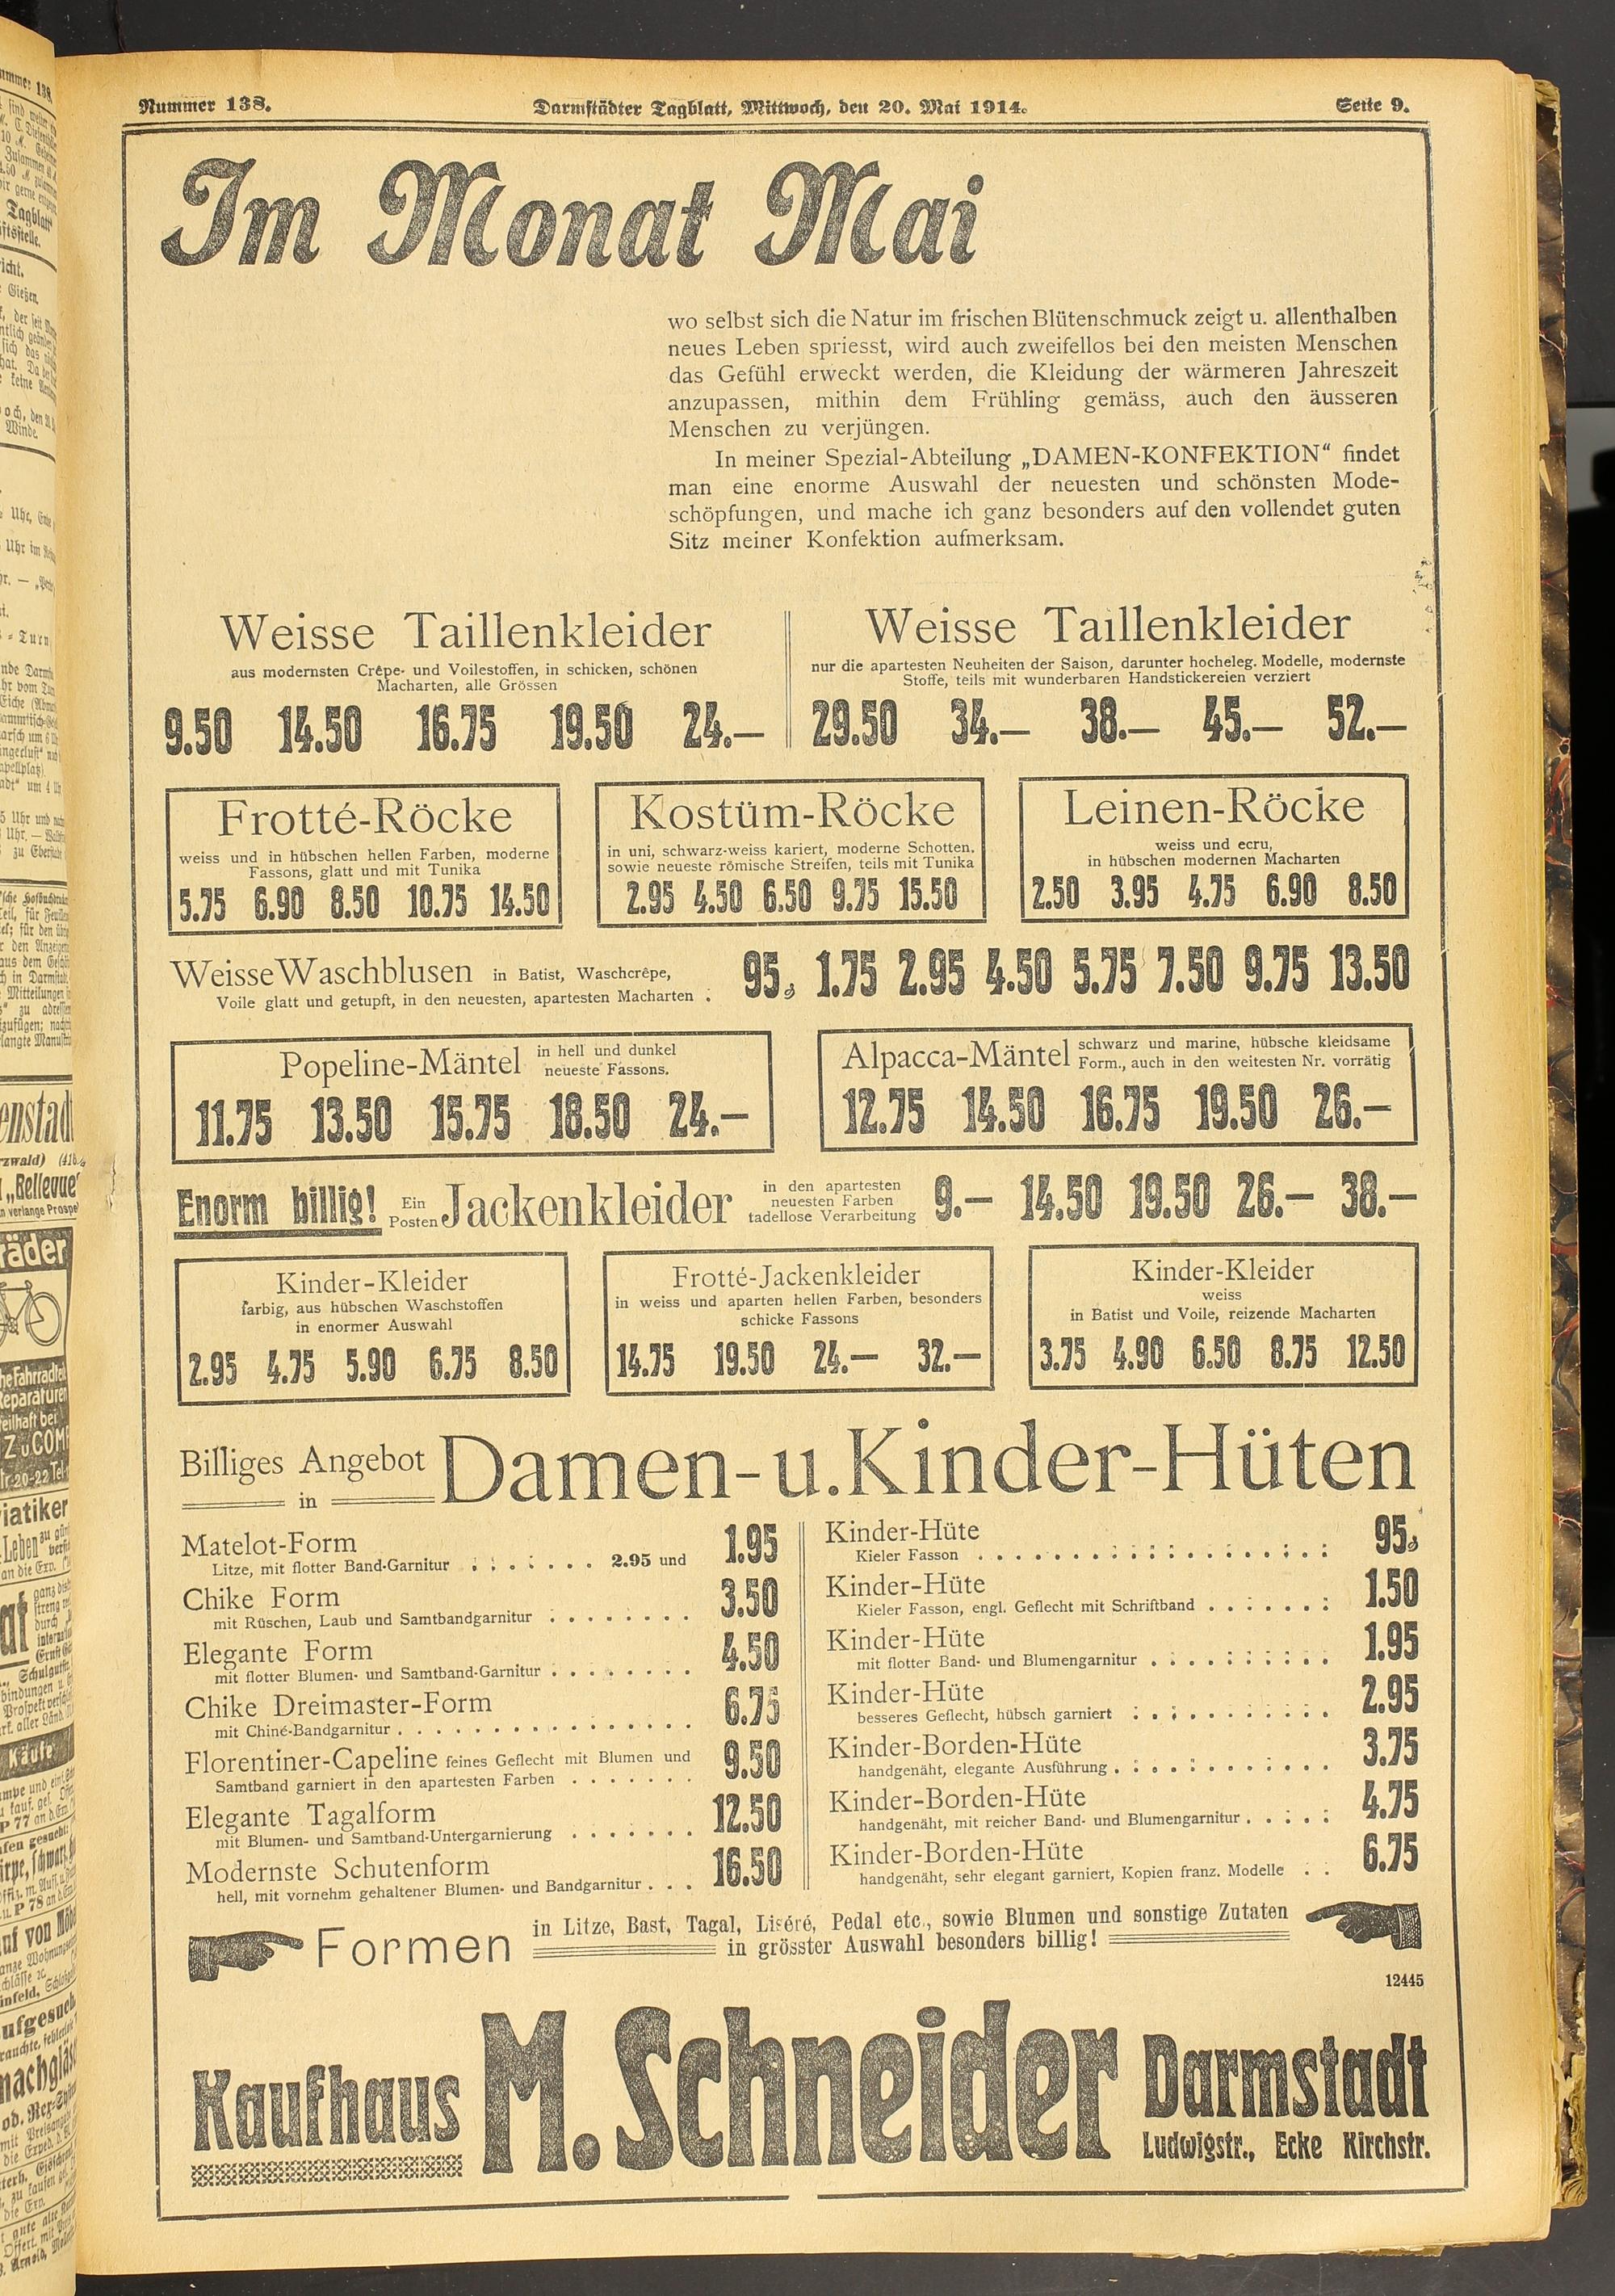 Nummer 138.
Darmstädter Tagblatt, Mittwoch, den 20. Mai 1914.
Seite 9.
Im Monat Mai
wo selbst sich die Natur im frischen Blütenschmuck zeigt u. allenthalben
neues Leben spriesst, wird auch zweifellos bei den meisten Menschen
das Gefühl erweckt werden, die Kleidung der wärmeren Jahreszeit
anzupassen, mithin dem Frühling gemäss, auch den äusseren
Menschen zu verjüngen.
In meiner Spezial-Abteilung „DAMEN-KONFEKTION“ findet
man eine enorme Auswahl der neuesten und schönsten Mode-
schöpfungen, und mache ich ganz besonders auf den vollendet guten
Sitz meiner Konfektion aufmerksam.
Weisse Taillenkleider
aus modernsten Crêpe- und Voilestoffen, in schicken, schönen
Macharten, alle Grössen
9.50 14.50 16.75 19.50 24.—
Weisse Taillenkleider
nur die apartesten Neuheiten der Saison, darunter hocheleg. Modelle, modernste
Stoffe, teils mit wunderbaren Handstickereien verziert
29.50 34.— 38.— 45.— 52.—
Frotté-Röcke
weiss und in hübschen hellen Farben, moderne
Fassons, glatt und mit Tunika
5.75 6.90 8.50 10.75 14.50
Kostüm-Röcke
in uni, schwarz-weiss kariert, moderne Schotten.
sowie neueste römische Streifen, teils mit Tunika
2.95 4.50 6.50 9.75 15.50
Leinen-Röcke
weiss und ecru,
in hübschen modernen Macharten
2.50 3.95 4.75 6.90 8.50
Weisse Waschblusen in Batist, Waschcrêpe,
Voile glatt und getupft, in den neuesten, apartesten Macharten .
95₰ 1.75 2.95 4.50 5.75 7.50 9.75 13.50
Popeline-Mäntel in hell und dunkel
neueste Fassons.
11.75 13.50 15.75 18.50 24.—
Alpacca-Mäntel schwarz und marine, hübsche kleidsame
Form., auch in den weitesten Nr. vorrätig
12.75 14.50 16.75 19.50 26.—
Enorm billig! Ein
Posten Jackenkleider
in den apartesten
neuesten Farben
tadellose Verarbeitung
9.— 14.50 19.50 26.— 38.—
Kinder-Kleider
farbig, aus hübschen Waschstoffen
in enormer Auswahl
2.95 4.75 5.90 6.75 8.50
Frotté-Jackenkleider
in weiss und aparten hellen Farben, besonders
schicke Fassons
14.75 19.50 24.— 32.—
Kinder-Kleider
weiss
in Batist und Voile, reizende Macharten
3.75 4.90 6.50 8.75 12.50
Billiges Angebot
in
Damen- u. Kinder-Hüten
Matelot-Form
Litze, mit flotter Band-Garnitur . . . . . . . . 2.95 und 1.95
Chike Form
mit Rüschen, Laub und Samtbandgarnitur . . . . . . . . 3.50
Elegante Form
mit flotter Blumen- und Samtband-Garnitur . . . . . . . . 4.50
Chike Dreimaster-Form
mit Chiné-Bandgarnitur . . . . . . . . . . . . . . . . 6.75
Florentiner-Capeline feines Geflecht mit Blumen und
Samtband garniert in den apartesten Farben . . . . . . . 9.50
Elegante Tagalform
mit Blumen- und Samtband-Untergarnierung . . . . . . . 12.50
Modernste Schutenform
hell, mit vornehm gehaltener Blumen- und Bandgarnitur . . . 16.50
Kinder-Hüte
Kieler Fasson . . . . . . . . . . . . . . . . . . . . 95₰
Kinder-Hüte
Kieler Fasson, engl. Geflecht mit Schriftband . . . . . . . 1.50
Kinder-Hüte
mit flotter Band- und Blumengarnitur . . . . . . . . . . 1.95
Kinder-Hüte
besseres Geflecht, hübsch garniert . . . . . . . . . . . 2.95
Kinder-Borden-Hüte
handgenäht, elegante Ausführung . . . . . . . . . . . . 3.75
Kinder-Borden-Hüte
handgenäht, mit reicher Band- und Blumengarnitur . . . . . 4.75
Kinder-Borden-Hüte
handgenäht, sehr elegant garniert, Kopien franz. Modelle . . 6.75
Formen
in Litze, Bast, Tagal, Liséré, Pedal etc., sowie Blumen und sonstige Zutaten
in grösster Auswahl besonders billig!
12445
Kaufhaus M. Schneider Darmstadt
Ludwigstr., Ecke Kirchstr.